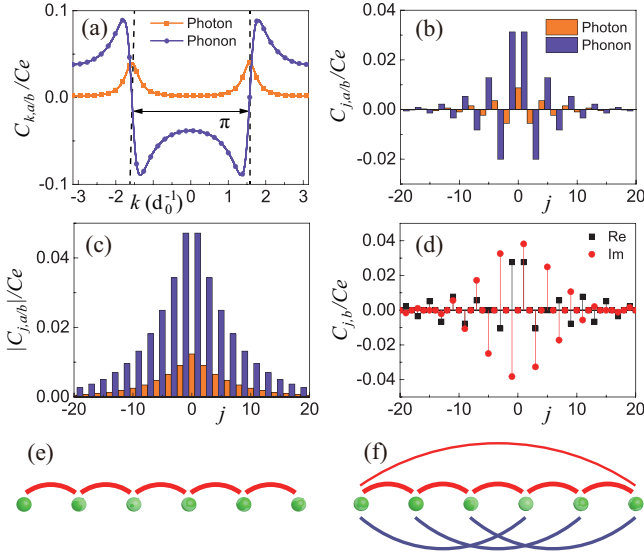 (a)
Photon
Phonon
0.1
0.0
-0.1
C_{k,a/b}/Ce
π
-3 -2 -1 0 1 2 3
k (d_0^{-1})
(b)
Photon
Phonon
0.04
0.02
0.00
-0.02
C_{j,a/b}/Ce
-20 -10 0 10 20
j
(c)
0.04
0.02
0.00
|C_{j,a/b}|/Ce
-20 -10 0 10 20
j
(d)
Re
Im
0.04
0.02
0.00
-0.02
-0.04
C_{j,b}/Ce
-20 -10 0 10 20
j
(e)
(f)